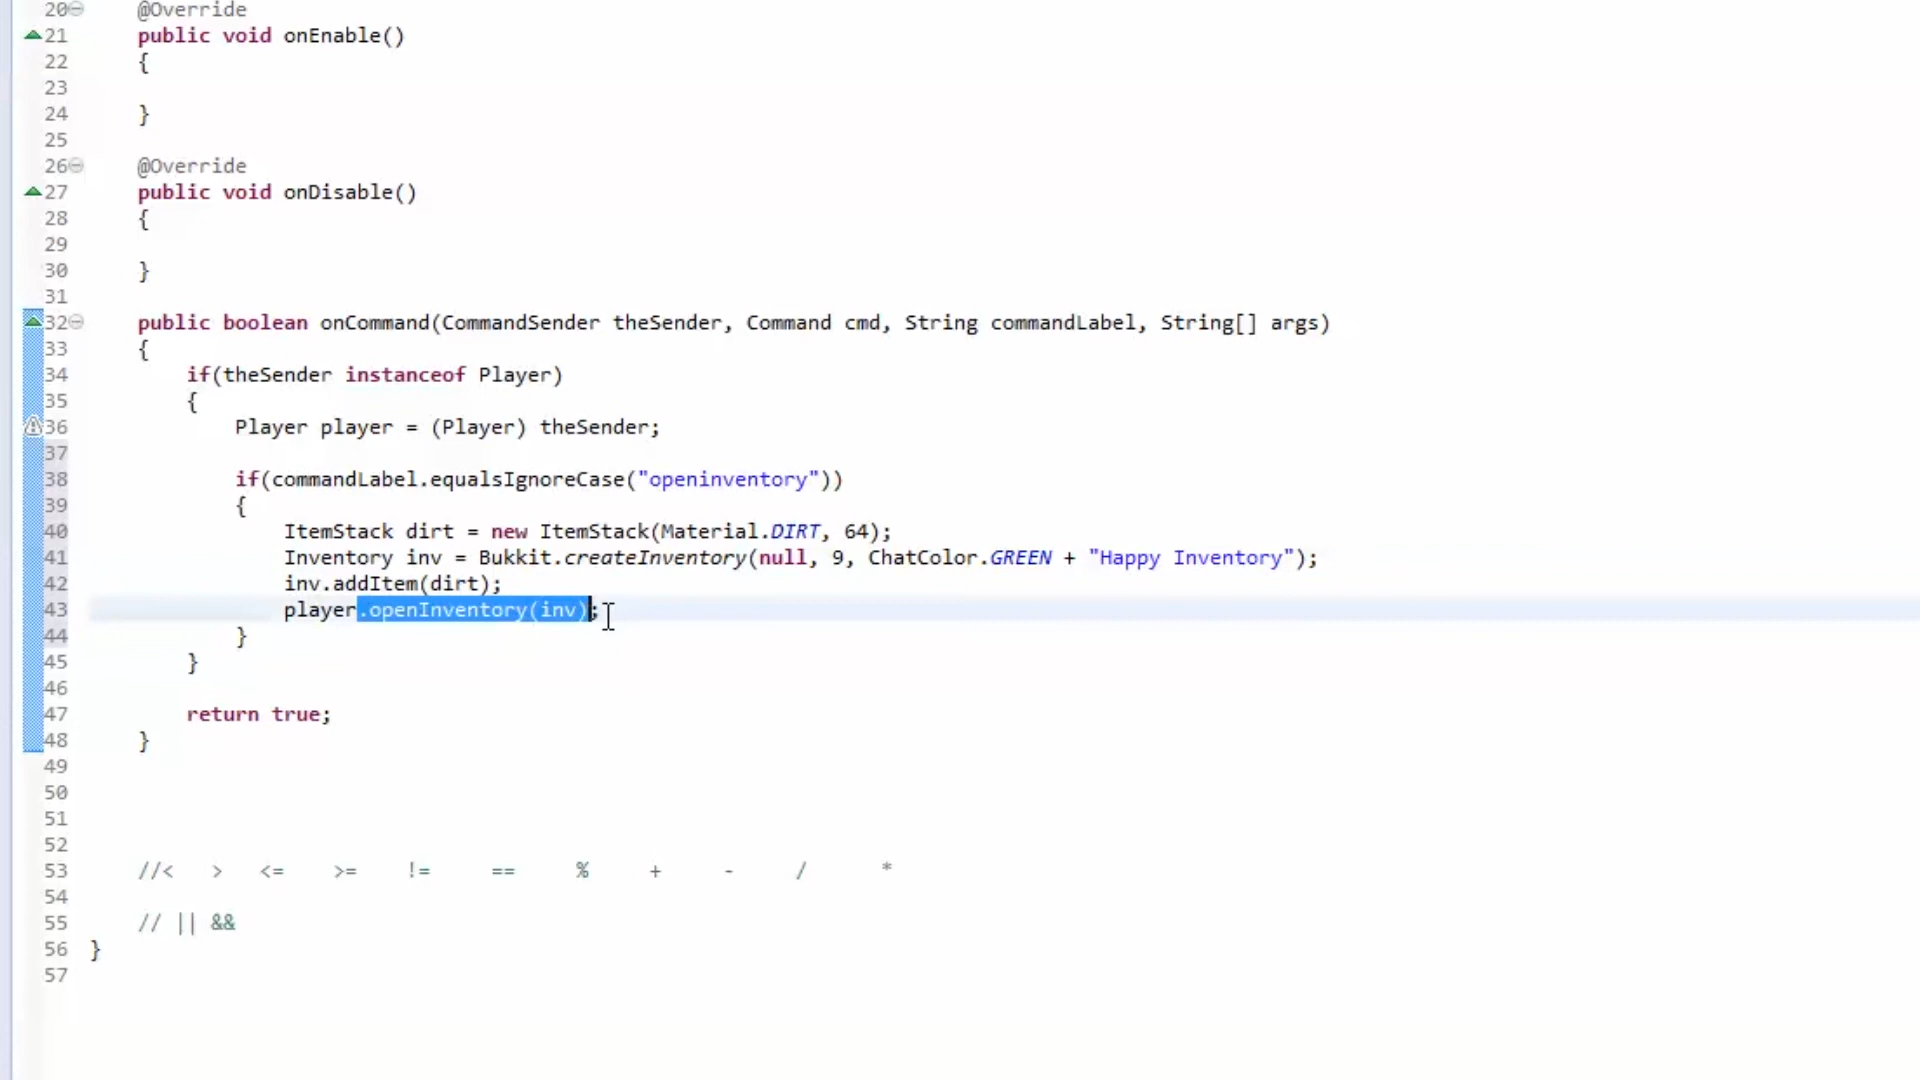 20 @Override
21 public void onEnable()
22 {
23
24 }
25
26 @Override
27 public void onDisable()
28 {
29
30 }
31
32 public boolean onCommand(CommandSender theSender, Command cmd, String commandLabel, String[] args)
33 {
34 if(theSender instanceof Player)
35 {
36 Player player = (Player) theSender;
37
38 if(commandLabel.equalsIgnoreCase("openinventory"))
39 {
40 ItemStack dirt = new ItemStack(Material.DIRT, 64);
41 Inventory inv = Bukkit.createInventory(null, 9, ChatColor.GREEN + "Happy Inventory");
42 inv.addItem(dirt);
43 player.openInventory(inv);
44 }
45 }
46
47 return true;
48 }
49
50
51
52
53 //< > <= >= != == % + - / *
54
55 // || &&
56 }
57